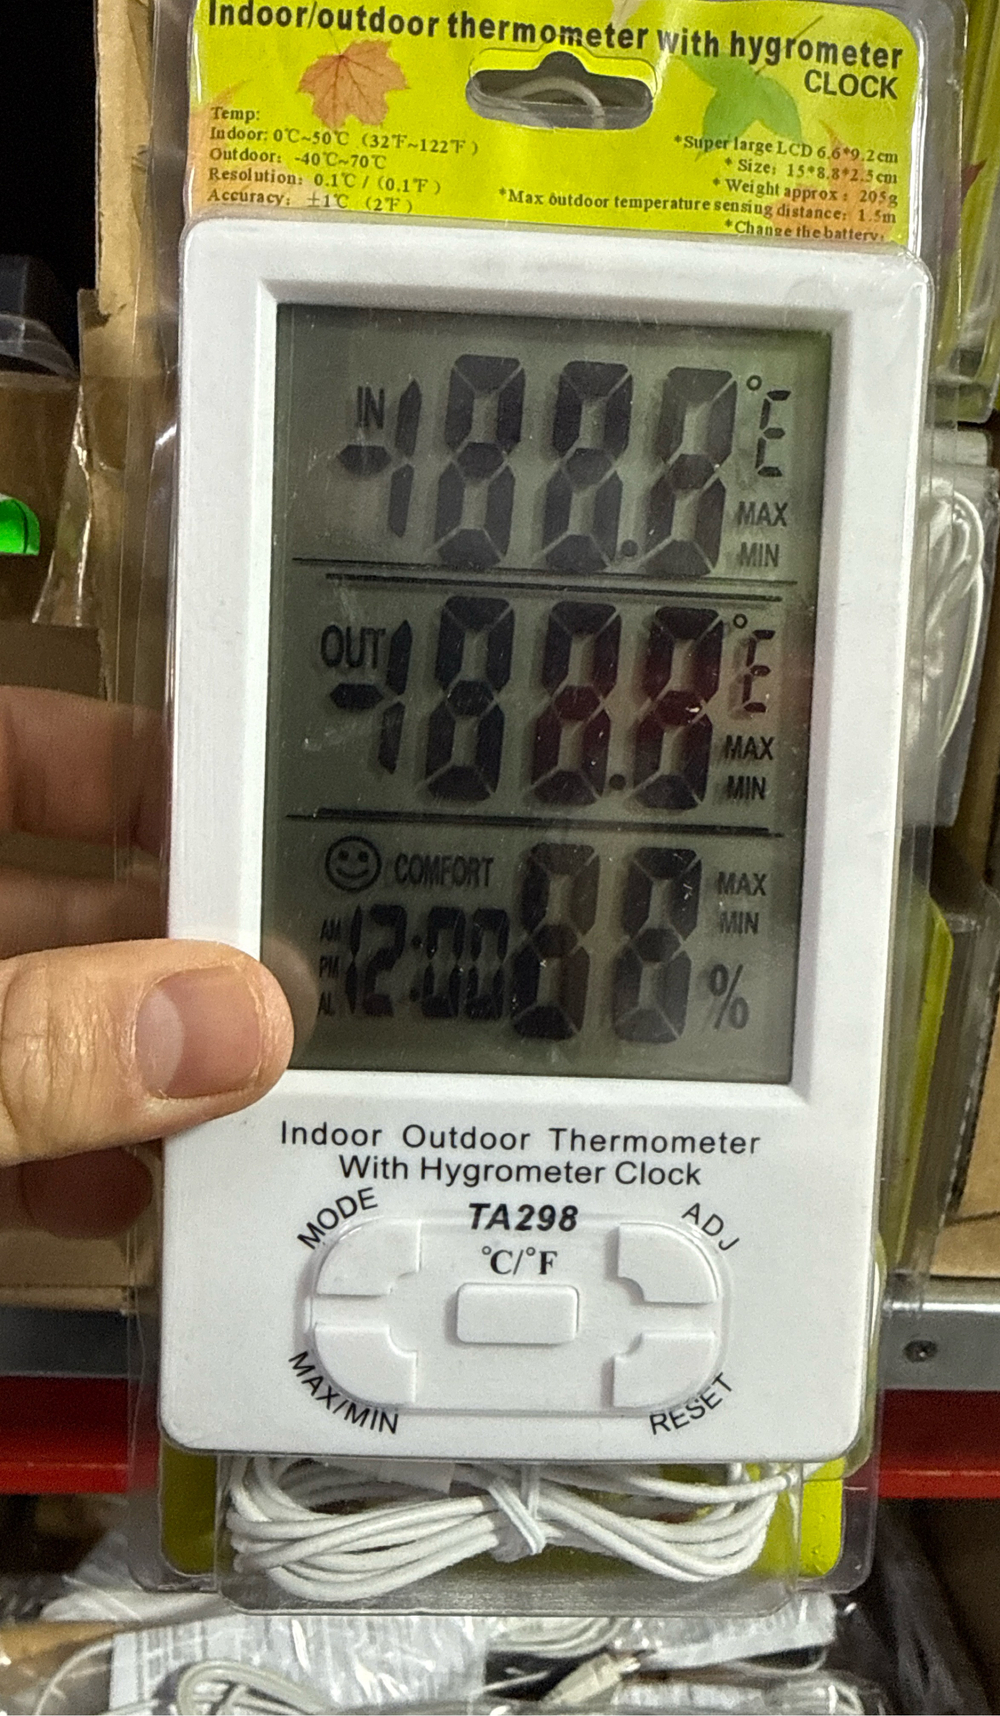 Indoor/outdoor thermometer with hygrometer
CLOCK
Temp:
Indoor: 0℃~50℃ (32℉~122℉)
Outdoor: -40℃~70℃
Resolution: 0.1℃ / (0.1℉)
Accuracy: ±1℃ (2℉)
*Super large LCD 6.6*9.2cm
* Size: 15*8.8*2.5cm
* Weight approx: 205g
*Max outdoor temperature sensing distance: 1.5m
*Change the battery:
IN
-188.8
°E
MAX
MIN
OUT
-188.8
°E
MAX
MIN
COMFORT
AM
PM
AL
12:00
88
MAX
MIN
%
Indoor Outdoor Thermometer
With Hygrometer Clock
TA298
MODE
ADJ
°C/°F
MAX/MIN
RESET